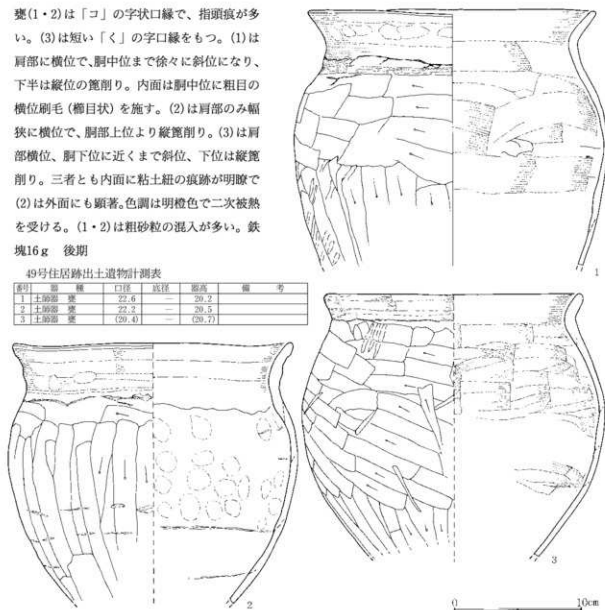 甕(1・2)は「コ」の字状口縁で、指頭痕が多
い。(3)は短い「く」の字口縁をもつ。(1)は
肩部に横位で、胴中位まで徐々に斜位になり、
下半は縦位の箆削り。内面は胴中位に粗目の
横位刷毛(櫛目状)を施す。(2)は肩部のみ幅
狭に横位で、胴部上位より縦箆削り。(3)は肩
部横位、胴下位に近くまで斜位、下位は縦箆
削り。三者とも内面に粘土紐の痕跡が明瞭で
(2)は外面にも顕著。色調は明橙色で二次被熱
を受ける。(1・2)は粗砂粒の混入が多い。鉄
塊16g 後期
49号住居跡出土遺物計測表
番号 器 種 口径 底径 器高 備 考
1 土師器 甕 22.6 — 20.2
2 土師器 甕 22.2 — 20.5
3 土師器 甕 (20.4) — (20.7)
1
2
3
0 10cm